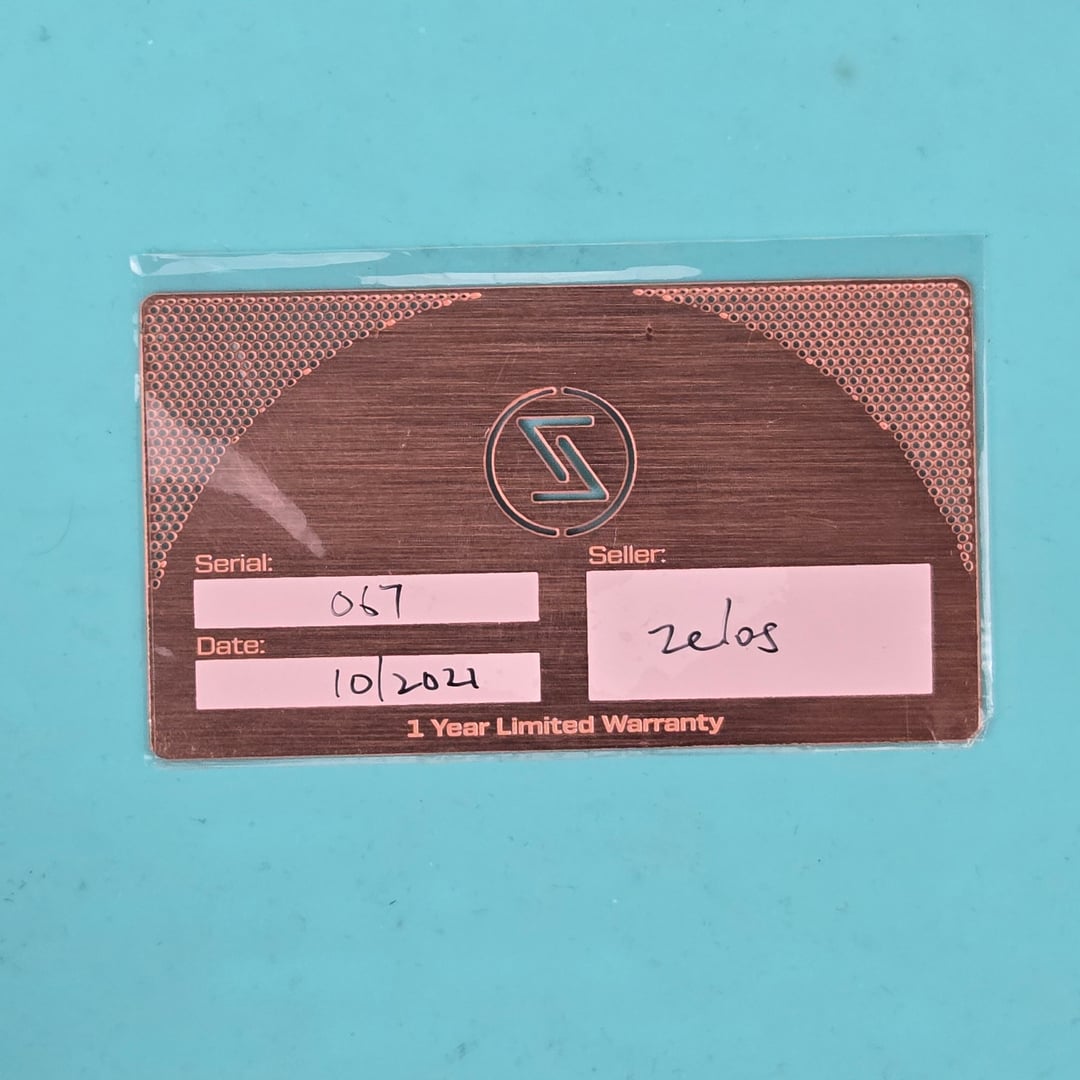 Serial:
067
Date:
10/2021
Seller:
zelos
1 Year Limited Warranty